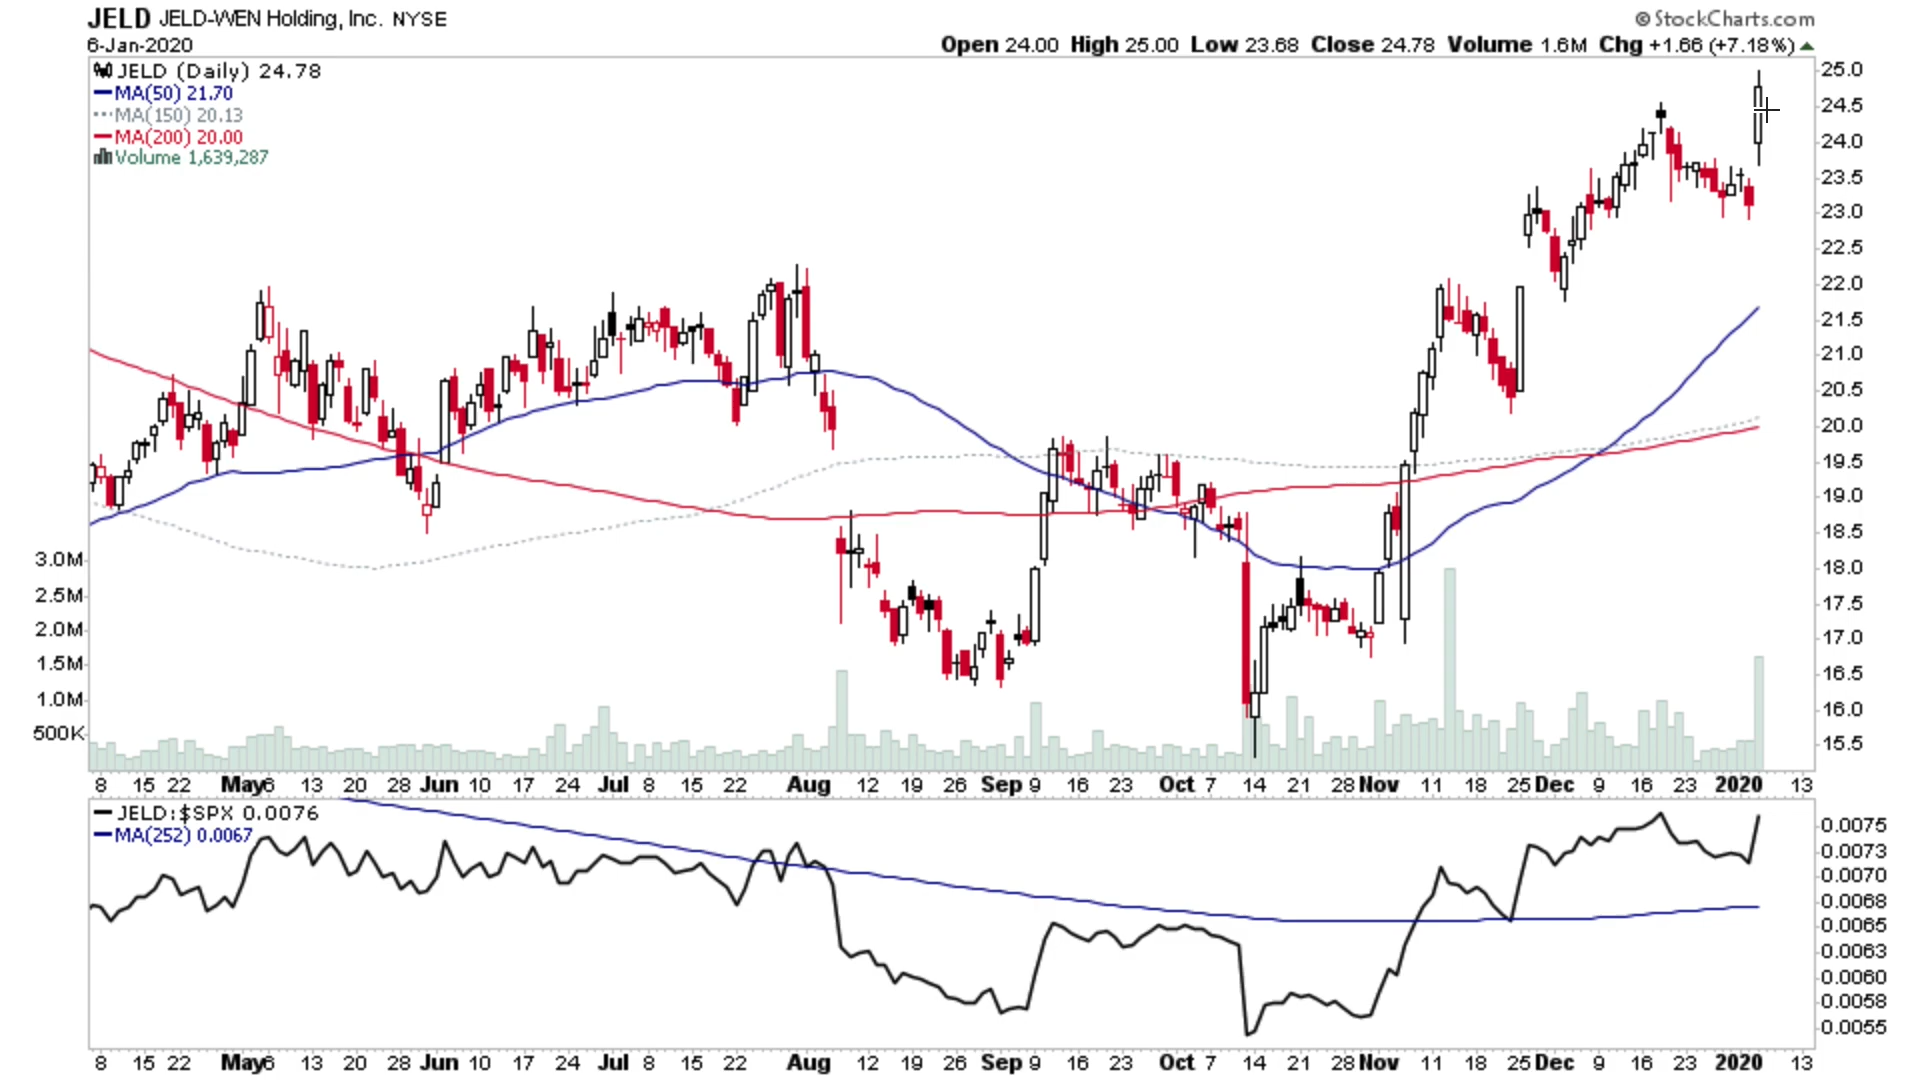 JELD JELD-WEN Holding, Inc. NYSE
© StockCharts.com
6-Jan-2020
Open 24.00 High 25.00 Low 23.68 Close 24.78 Volume 1.6M Chg +1.66 (+7.18%)
JELD (Daily) 24.78
MA(50) 21.70
MA(150) 20.13
MA(200) 20.00
Volume 1,639,287
25.0
24.5
24.0
23.5
23.0
22.5
22.0
21.5
21.0
20.5
20.0
19.5
19.0
18.5
18.0
17.5
17.0
16.5
16.0
15.5
3.0M
2.5M
2.0M
1.5M
1.0M
500K
8 15 22 May 6 13 20 28 Jun 10 17 24 Jul 8 15 22 Aug 12 19 26 Sep 9 16 23 Oct 7 14 21 28 Nov 11 18 25 Dec 9 16 23 2020 13
JELD:$SPX 0.0076
MA(252) 0.0067
0.0075
0.0073
0.0070
0.0068
0.0065
0.0063
0.0060
0.0058
0.0055
8 15 22 May 6 13 20 28 Jun 10 17 24 Jul 8 15 22 Aug 12 19 26 Sep 9 16 23 Oct 7 14 21 28 Nov 11 18 25 Dec 9 16 23 2020 13